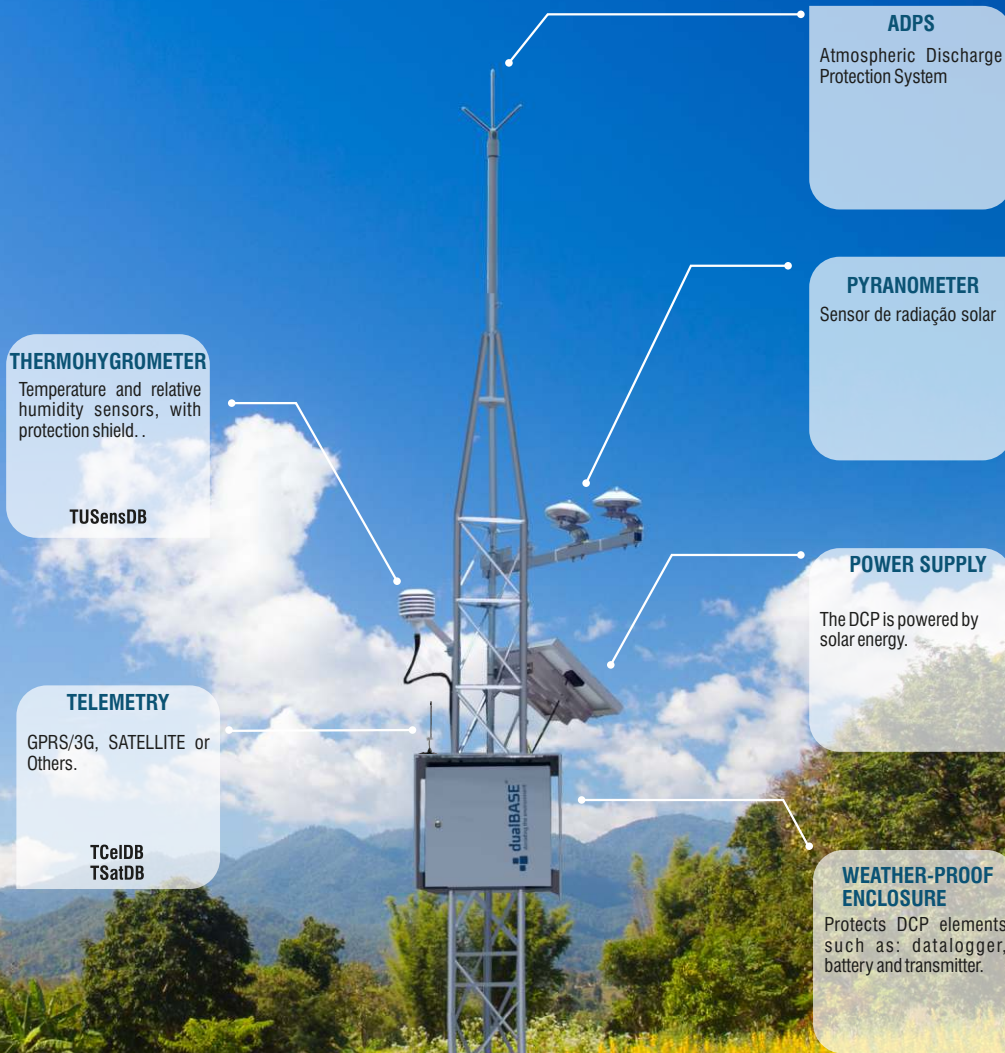 ADPS
Atmospheric Discharge
Protection System
PYRANOMETER
Sensor de radiação solar
THERMOHYGROMETER
Temperature and relative
humidity sensors, with
protection shield. .
TUSensDB
POWER SUPPLY
The DCP is powered by
solar energy.
TELEMETRY
GPRS/3G, SATELLITE or
Others.
TCelDB
TSatDB
dualBASE
WEATHER-PROOF
ENCLOSURE
Protects DCP elements
such as: datalogger,
battery and transmitter.